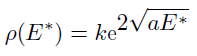 ρ(E*) = ke^{2√(aE*)}